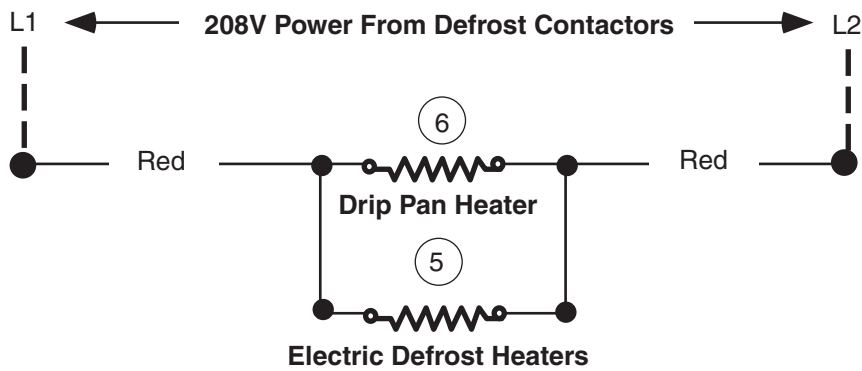 L1 208V Power From Defrost Contactors L2
6
Red Red
Drip Pan Heater
5
Electric Defrost Heaters